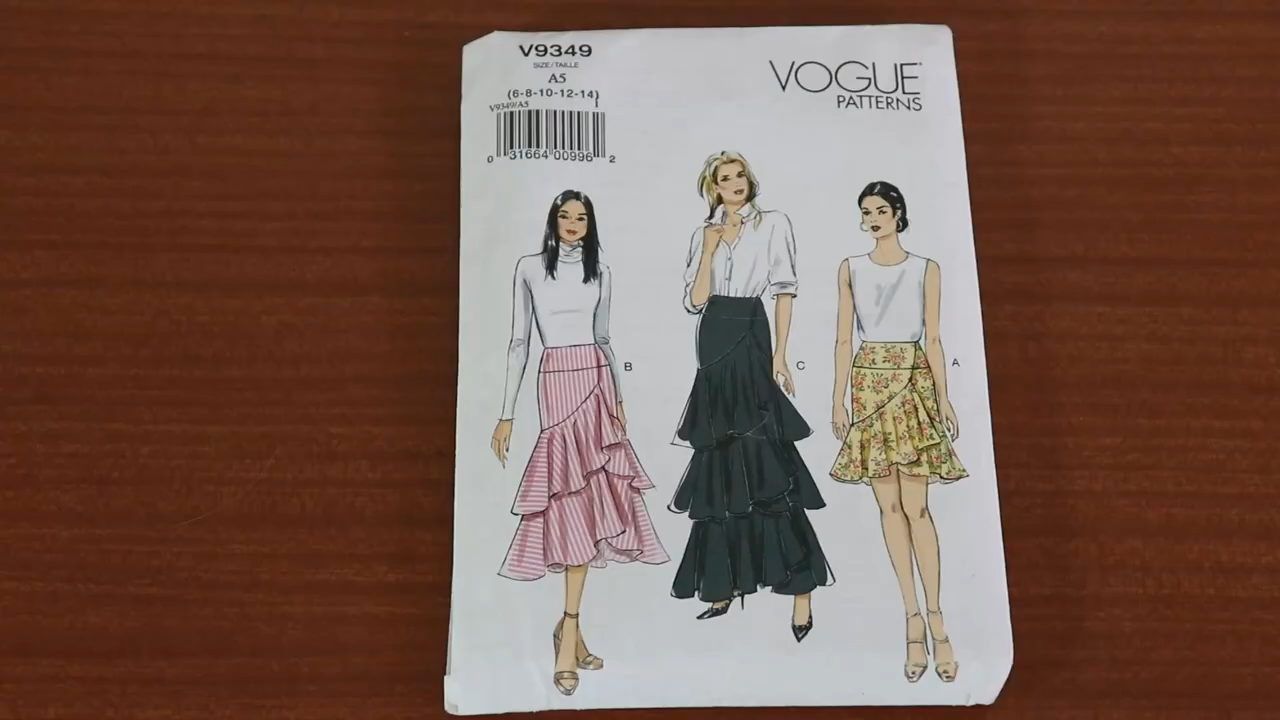 V9349
SIZE/TAILLE
A5
(6-8-10-12-14)
V9349/A5
0 31664 00996 2
VOGUE
PATTERNS
B
C
A